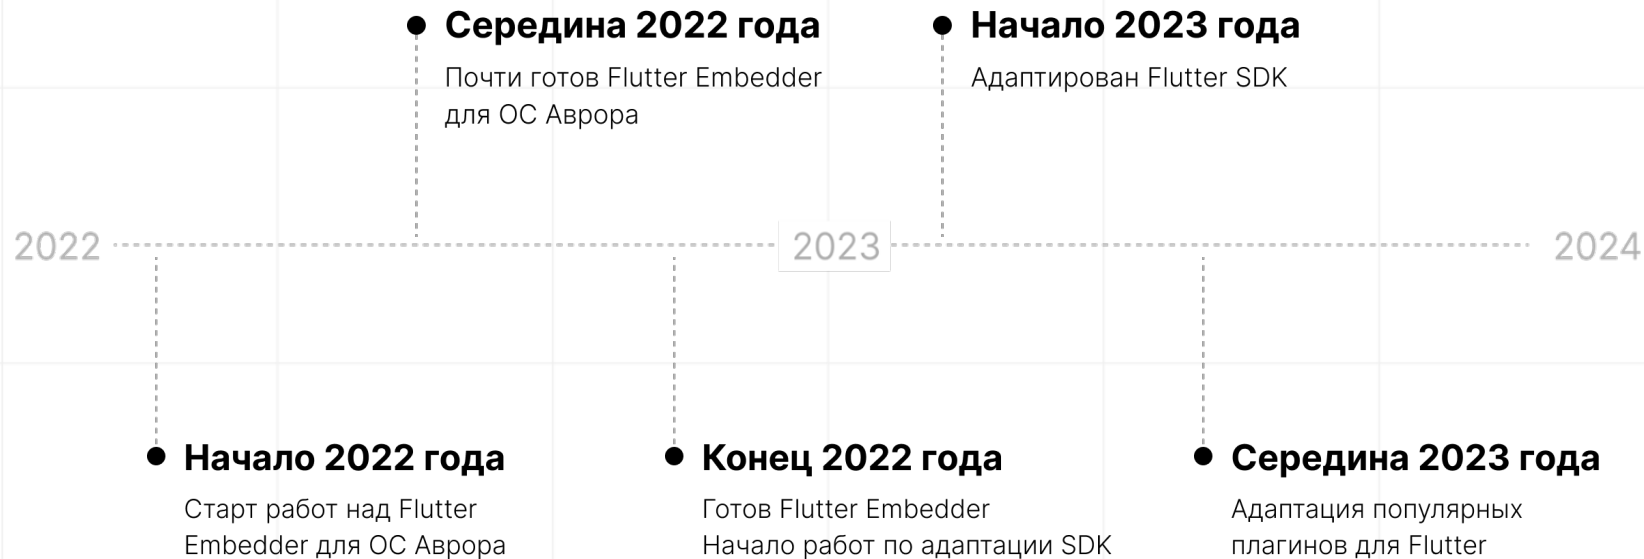 Середина 2022 года
Почти готов Flutter Embedder
для ОС Аврора
Начало 2023 года
Адаптирован Flutter SDK
2022
2023
2024
Начало 2022 года
Старт работ над Flutter
Embedder для ОС Аврора
Конец 2022 года
Готов Flutter Embedder
Начало работ по адаптации SDK
Середина 2023 года
Адаптация популярных
плагинов для Flutter